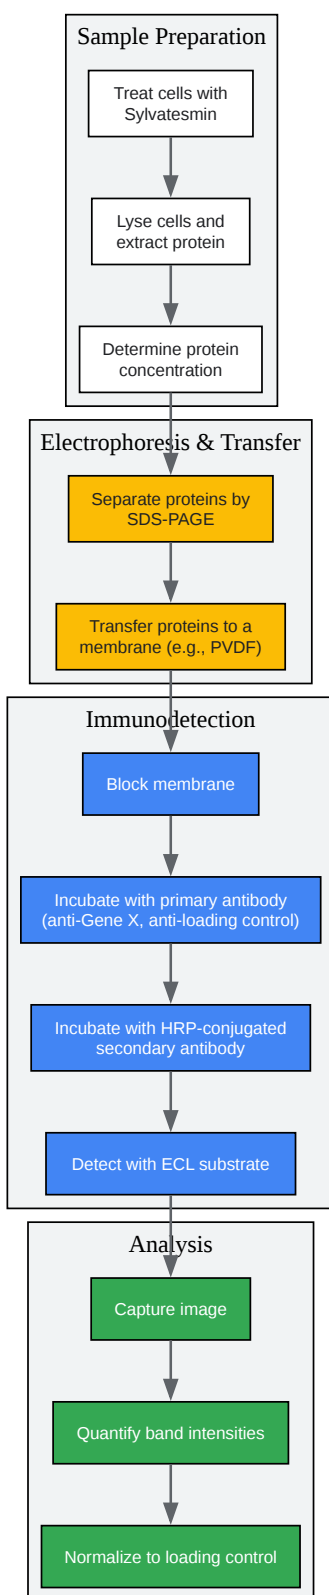 Sample Preparation
Treat cells with
Sylvatesmin
Lyse cells and
extract protein
Determine protein
concentration
Electrophoresis & Transfer
Separate proteins by
SDS-PAGE
Transfer proteins to a
membrane (e.g., PVDF)
Immunodetection
Block membrane
Incubate with primary antibody
(anti-Gene X, anti-loading control)
Incubate with HRP-conjugated
secondary antibody
Detect with ECL substrate
Analysis
Capture image
Quantify band intensities
Normalize to loading control